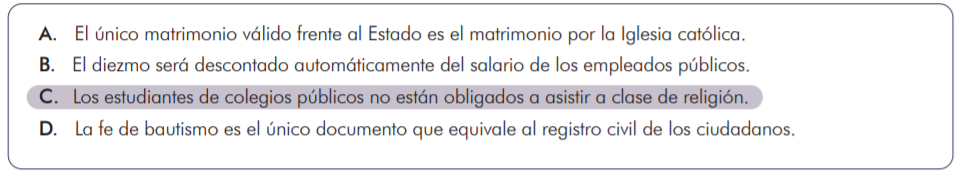 A. El único matrimonio válido frente al Estado es el matrimonio por la Iglesia católica.
B. El diezmo será descontado automáticamente del salario de los empleados públicos.
C. Los estudiantes de colegios públicos no están obligados a asistir a clase de religión.
D. La fe de bautismo es el único documento que equivale al registro civil de los ciudadanos.